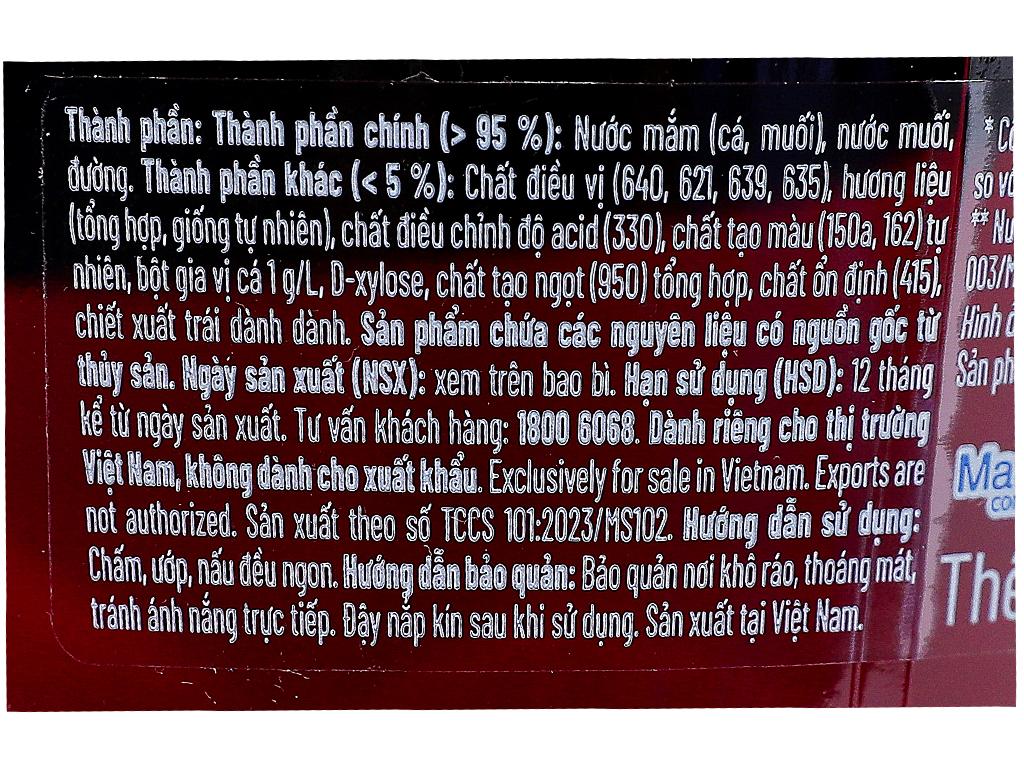 Thành phần: Thành phần chính (> 95 %): Nước mắm (cá, muối), nước muối,
đường. Thành phần khác (< 5 %): Chất điều vị (640, 621, 639, 635), hương liệu
(tổng hợp, giống tự nhiên), chất điều chỉnh độ acid (330), chất tạo màu (150a, 162) tự
nhiên, bột gia vị cá 1 g/L, D-xylose, chất tạo ngọt (950) tổng hợp, chất ổn định (415),
chiết xuất trái dành dành. Sản phẩm chứa các nguyên liệu có nguồn gốc từ
thủy sản. Ngày sản xuất (NSX): xem trên bao bì. Hạn sử dụng (HSD): 12 tháng
kể từ ngày sản xuất. Tư vấn khách hàng: 1800 6068. Dành riêng cho thị trường
Việt Nam, không dành cho xuất khẩu. Exclusively for sale in Vietnam. Exports are
not authorized. Sản xuất theo số TCCS 101:2023/MS102. Hướng dẫn sử dụng:
Chấm, ướp, nấu đều ngon. Hướng dẫn bảo quản: Bảo quản nơi khô ráo, thoáng mát,
tránh ánh nắng trực tiếp. Đậy nắp kín sau khi sử dụng. Sản xuất tại Việt Nam.
*
so
**
003/
Hình
Sản
Ma